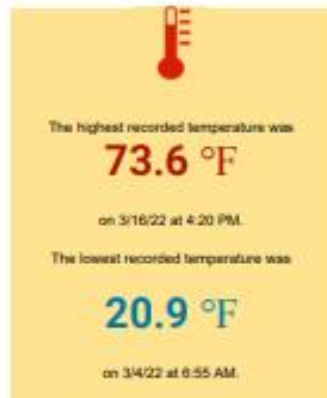 The highest recorded temperature was
73.6 °F
on 3/16/22 at 4:20 PM.
The lowest recorded temperature was
20.9 °F
on 3/4/22 at 6:55 AM.